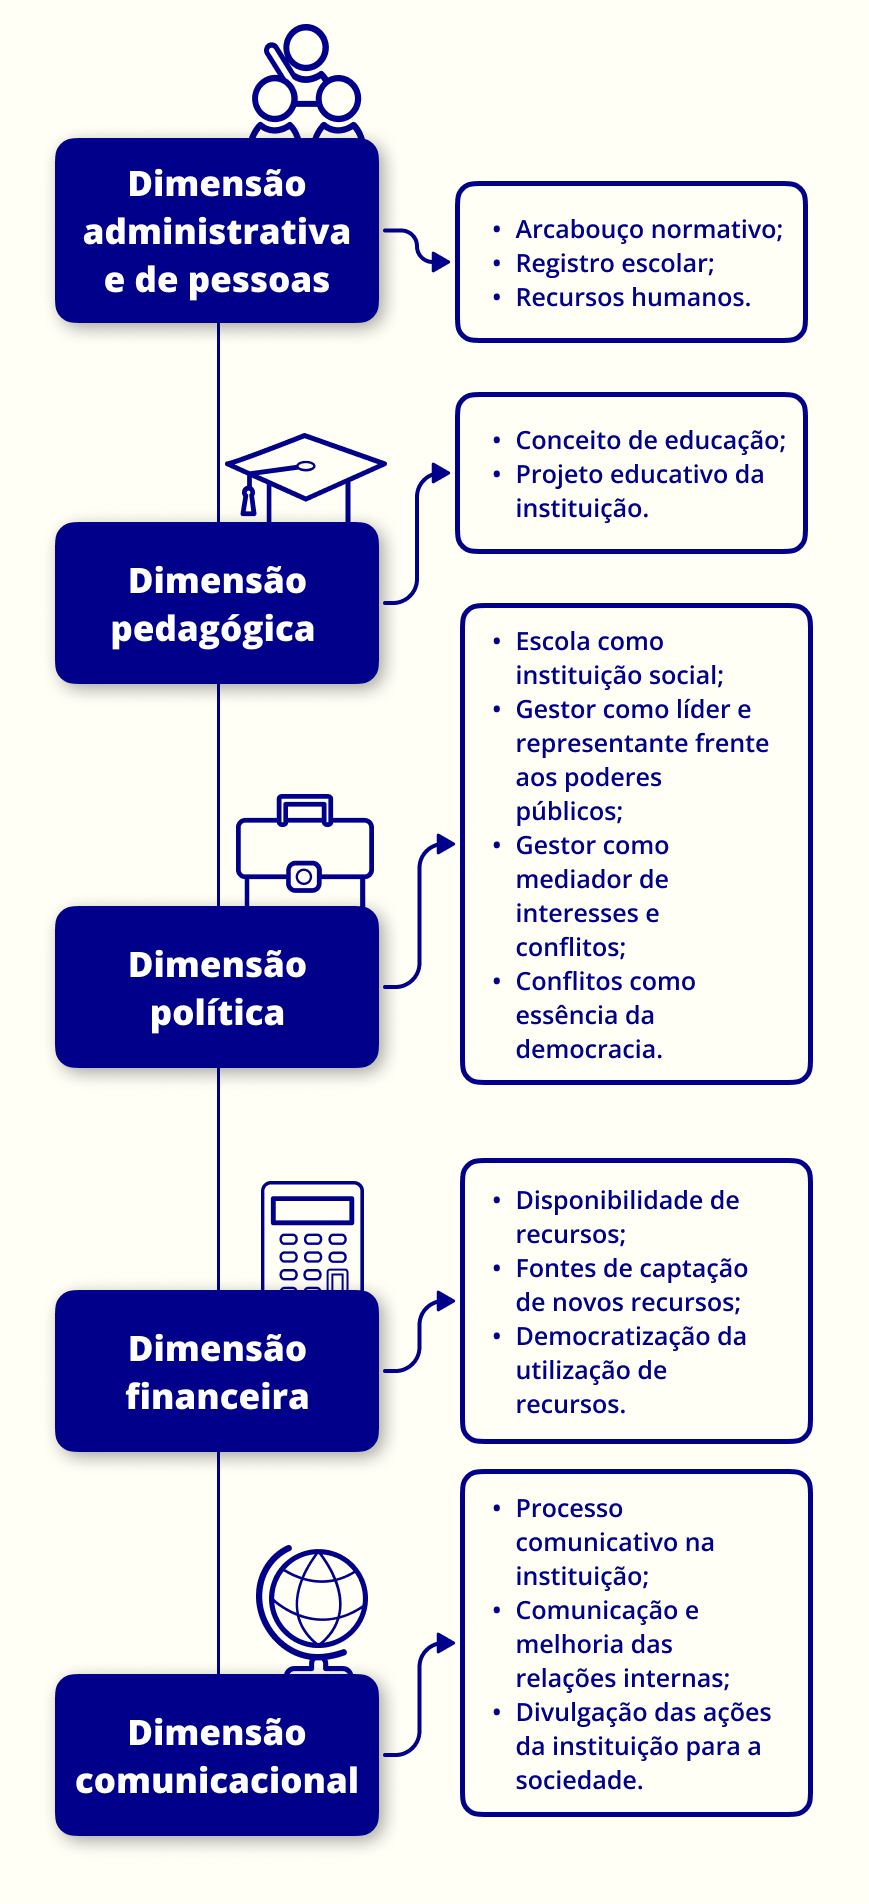 Dimensão
administrativa
e de pessoas
• Arcabouço normativo;
• Registro escolar;
• Recursos humanos.
Dimensão
pedagógica
• Conceito de educação;
• Projeto educativo da
instituição.
Dimensão
política
• Escola como
instituição social;
• Gestor como líder e
representante frente
aos poderes
públicos;
• Gestor como
mediador de
interesses e
conflitos;
• Conflitos como
essência da
democracia.
Dimensão
financeira
• Disponibilidade de
recursos;
• Fontes de captação
de novos recursos;
• Democratização da
utilização de
recursos.
Dimensão
comunicacional
• Processo
comunicativo na
instituição;
• Comunicação e
melhoria das
relações internas;
• Divulgação das ações
da instituição para a
sociedade.